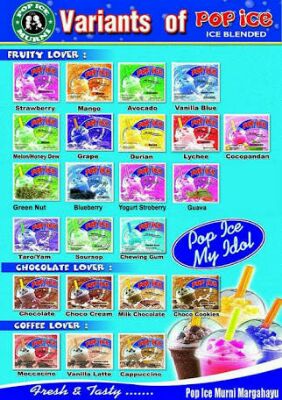 POP ICE MURNI
Variants of POP ICE
ICE BLENDED
FRUITY LOVER :
Strawberry Mango Avocado Vanilla Blue
Melon/Honey Dew Grape Durian Lychee Cocopandan
Green Nut Blueberry Yogurt Stroberry Guava
Taro/Yam Soursop Chewing Gum
Pop Ice
My Idol
CHOCOLATE LOVER :
Chocolate Choco Cream Milk Chocolate Choco Cookies
COFFEE LOVER :
Moccacino Vanilla Latte Cappuccino
Fresh & Tasty .......
Pop Ice Murni Margahayu